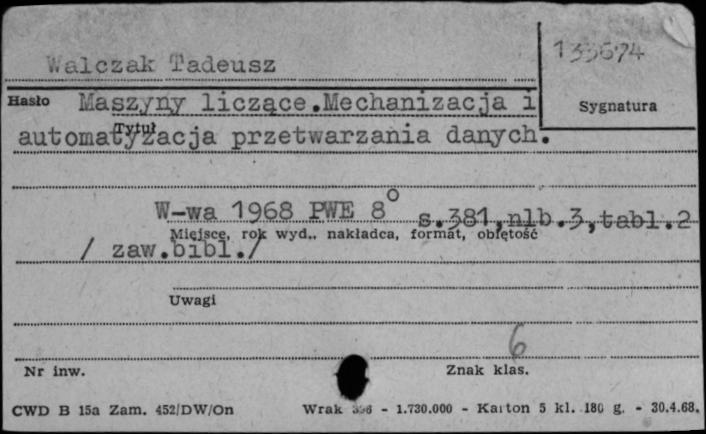 Walczak Tadeusz
133674
Sygnatura
Hasło Maszyny liczące.Mechanizacja i
Tytuł
automatyzacja przetwarzania danych.
W-wa 1968 PWE 8° s.381,nlb.3,tabl.2
Miejsce, rok wyd., nakładca, format, objętość
/ zaw.bibl./
Uwagi
6
Nr inw. Znak klas.
CWD B 15a Zam. 452/DW/On Wrak - 1.730.000 - Karton 5 kl. 180 g. - 30.4.68.